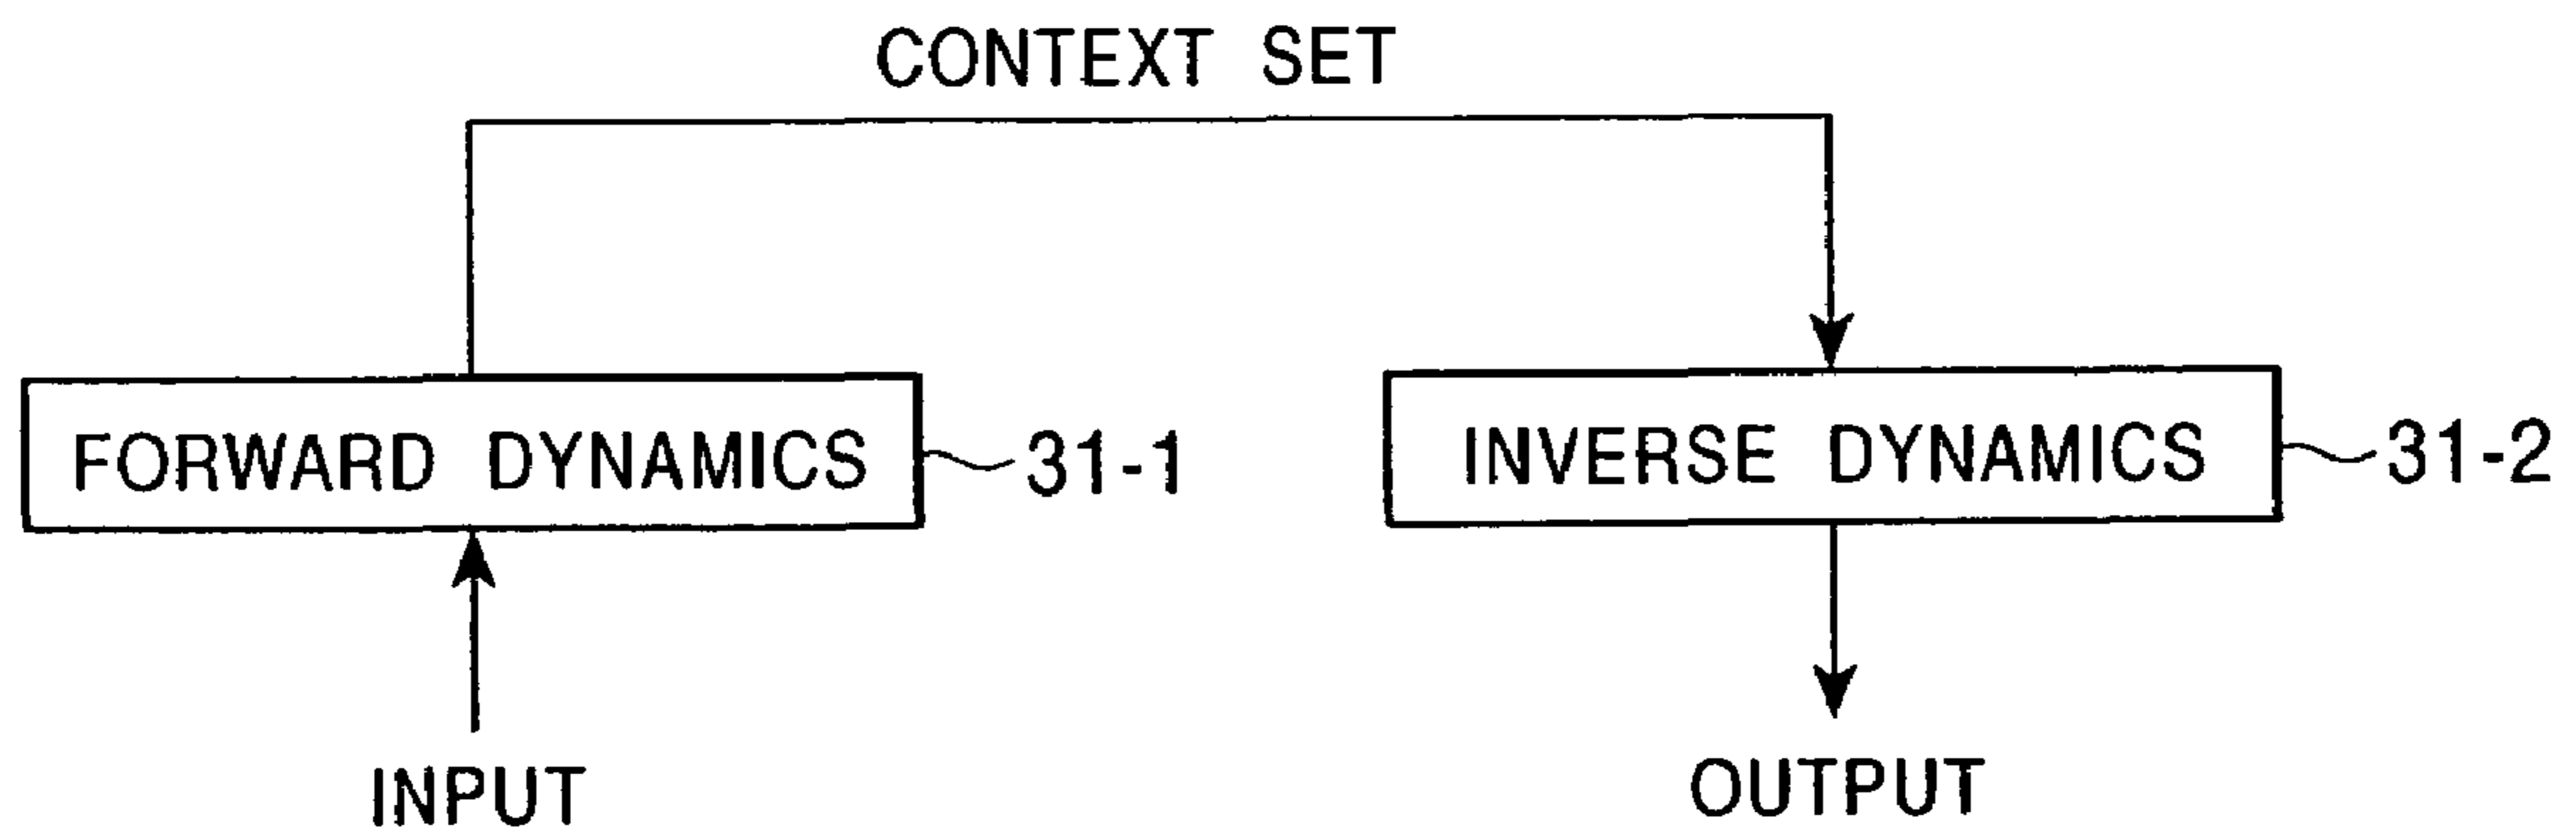 CONTEXT SET
FORWARD DYNAMICS
31-1
INVERSE DYNAMICS
31-2
INPUT
OUTPUT